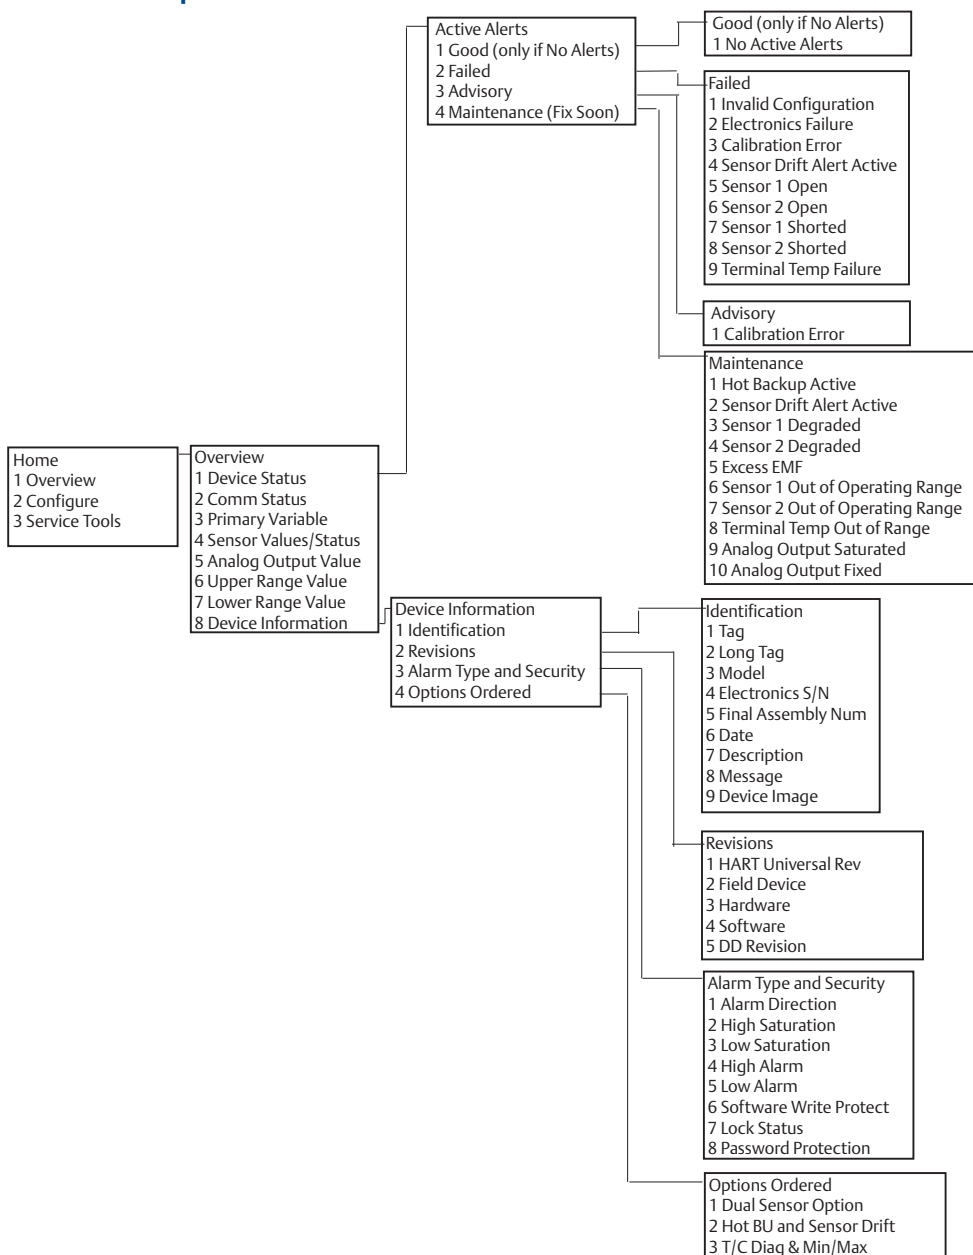 Active Alerts
1 Good (only if No Alerts)
2 Failed
3 Advisory
4 Maintenance (Fix Soon)
Good (only if No Alerts)
1 No Active Alerts
Failed
1 Invalid Configuration
2 Electronics Failure
3 Calibration Error
4 Sensor Drift Alert Active
5 Sensor 1 Open
6 Sensor 2 Open
7 Sensor 1 Shorted
8 Sensor 2 Shorted
9 Terminal Temp Failure
Advisory
1 Calibration Error
Maintenance
1 Hot Backup Active
2 Sensor Drift Alert Active
3 Sensor 1 Degraded
4 Sensor 2 Degraded
5 Excess EMF
6 Sensor 1 Out of Operating Range
7 Sensor 2 Out of Operating Range
8 Terminal Temp Out of Range
9 Analog Output Saturated
10 Analog Output Fixed
Home
1 Overview
2 Configure
3 Service Tools
Overview
1 Device Status
2 Comm Status
3 Primary Variable
4 Sensor Values/Status
5 Analog Output Value
6 Upper Range Value
7 Lower Range Value
8 Device Information
Device Information
1 Identification
2 Revisions
3 Alarm Type and Security
4 Options Ordered
Identification
1 Tag
2 Long Tag
3 Model
4 Electronics S/N
5 Final Assembly Num
6 Date
7 Description
8 Message
9 Device Image
Revisions
1 HART Universal Rev
2 Field Device
3 Hardware
4 Software
5 DD Revision
Alarm Type and Security
1 Alarm Direction
2 High Saturation
3 Low Saturation
4 High Alarm
5 Low Alarm
6 Software Write Protect
7 Lock Status
8 Password Protection
Options Ordered
1 Dual Sensor Option
2 Hot BU and Sensor Drift
3 T/C Diag & Min/Max